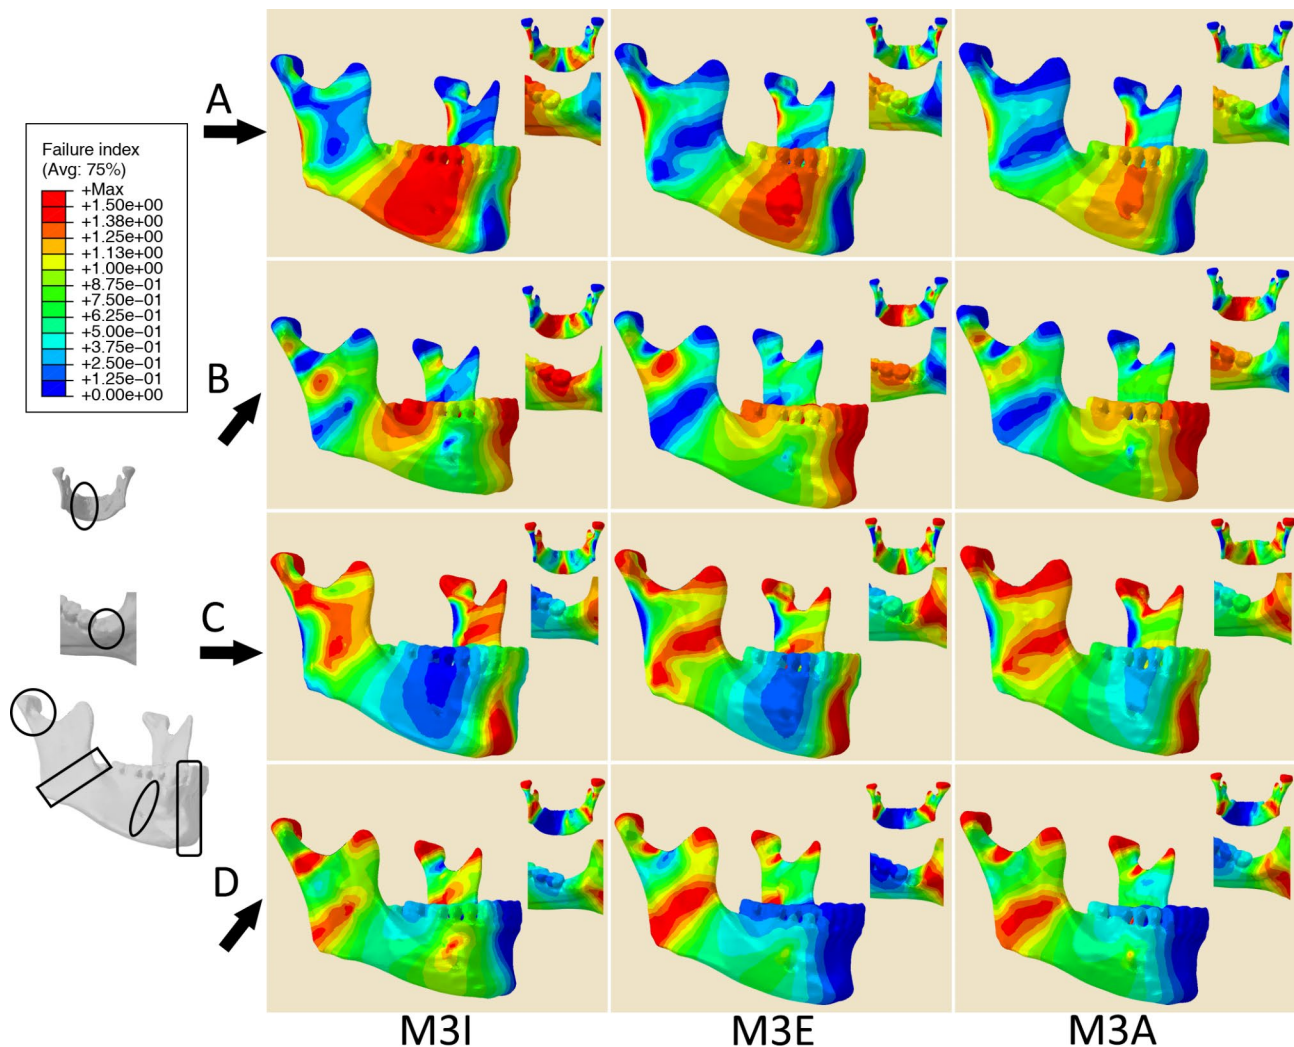 A
Failure index
(Avg: 75%)
+Max
+1.50e+00
+1.38e+00
+1.25e+00
+1.13e+00
+1.00e+00
+8.75e−01
+7.50e−01
+6.25e−01
+5.00e−01
+3.75e−01
+2.50e−01
+1.25e−01
+0.00e+00
B
C
D
M3I
M3E
M3A